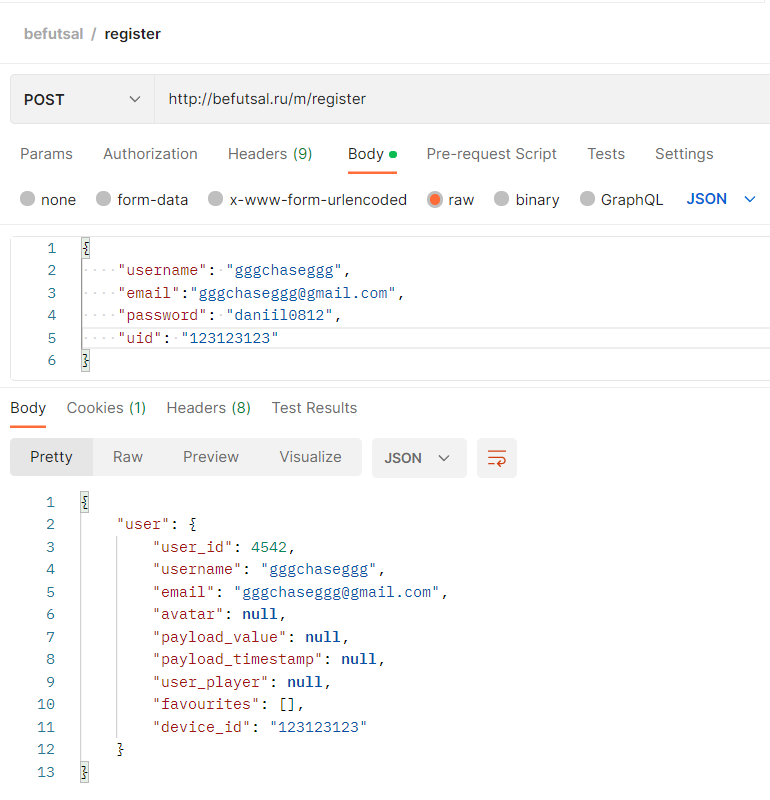 befutsal / register
POST http://befutsal.ru/m/register
Params Authorization Headers (9) Body Pre-request Script Tests Settings
none form-data x-www-form-urlencoded raw binary GraphQL JSON
1 {
2 "username": "gggchaseggg",
3 "email":"gggchaseggg@gmail.com",
4 "password": "daniil0812",
5 "uid": "123123123"
6 }
Body Cookies (1) Headers (8) Test Results
Pretty Raw Preview Visualize JSON
1 {
2 "user": {
3 "user_id": 4542,
4 "username": "gggchaseggg",
5 "email": "gggchaseggg@gmail.com",
6 "avatar": null,
7 "payload_value": null,
8 "payload_timestamp": null,
9 "user_player": null,
10 "favourites": [],
11 "device_id": "123123123"
12 }
13 }